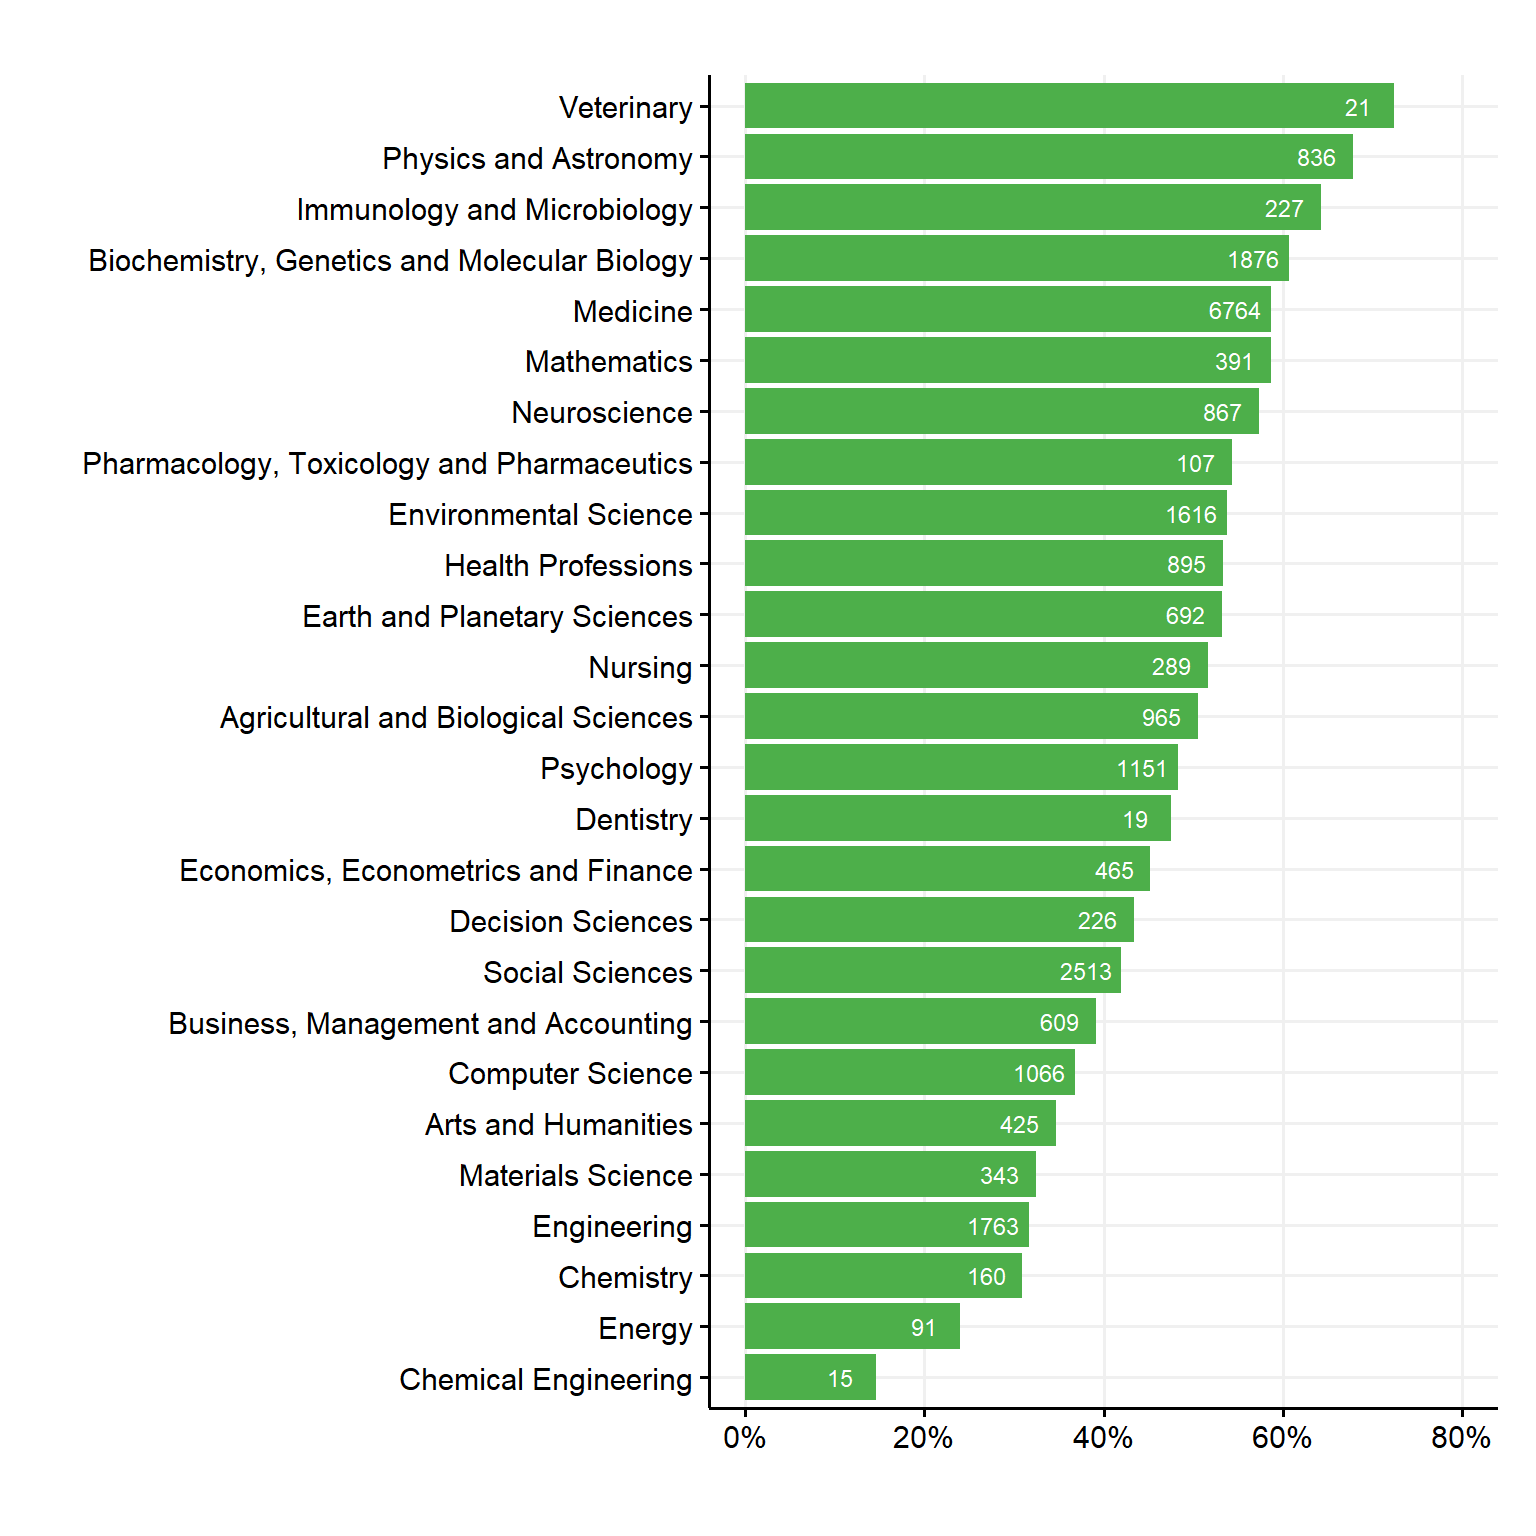 Veterinary 21
Physics and Astronomy 836
Immunology and Microbiology 227
Biochemistry, Genetics and Molecular Biology 1876
Medicine 6764
Mathematics 391
Neuroscience 867
Pharmacology, Toxicology and Pharmaceutics 107
Environmental Science 1616
Health Professions 895
Earth and Planetary Sciences 692
Nursing 289
Agricultural and Biological Sciences 965
Psychology 1151
Dentistry 19
Economics, Econometrics and Finance 465
Decision Sciences 226
Social Sciences 2513
Business, Management and Accounting 609
Computer Science 1066
Arts and Humanities 425
Materials Science 343
Engineering 1763
Chemistry 160
Energy 91
Chemical Engineering 15
0% 20% 40% 60% 80%